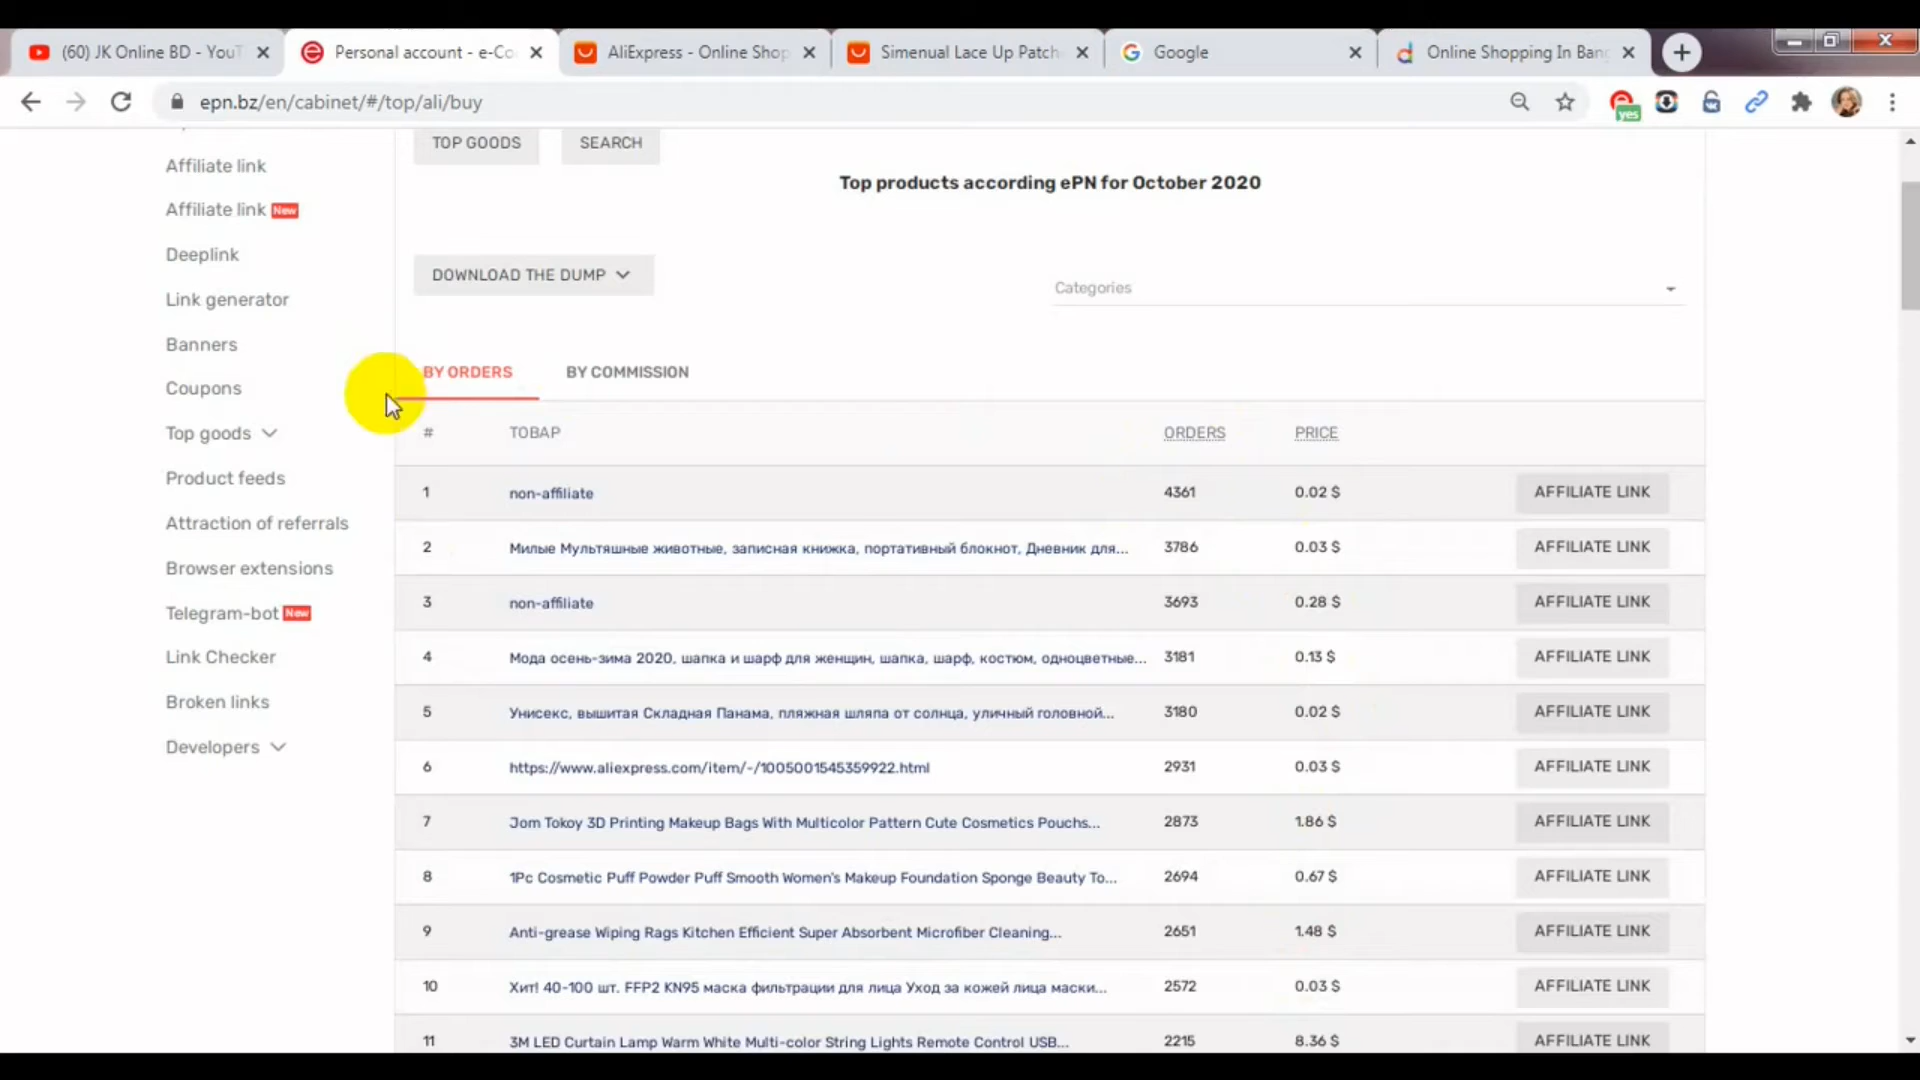 (60) JK Online BD - YouT
Personal account - e-Co
AliExpress - Online Shop
Simenual Lace Up Patch
Google
Online Shopping In Bang
epn.bz/en/cabinet/#/top/ali/buy
yes
Affiliate link
Affiliate link New
Deeplink
Link generator
Banners
Coupons
Top goods
Product feeds
Attraction of referrals
Browser extensions
Telegram-bot New
Link Checker
Broken links
Developers
TOP GOODS
SEARCH
Top products according ePN for October 2020
DOWNLOAD THE DUMP
Categories
BY ORDERS
BY COMMISSION
# ТОВАР ORDERS PRICE
1 non-affiliate 4361 0.02 $ AFFILIATE LINK
2 Милые Мультяшные животные, записная книжка, портативный блокнот, Дневник для... 3786 0.03 $ AFFILIATE LINK
3 non-affiliate 3693 0.28 $ AFFILIATE LINK
4 Мода осень-зима 2020, шапка и шарф для женщин, шапка, шарф, костюм, одноцветные... 3181 0.13 $ AFFILIATE LINK
5 Унисекс, вышитая Складная Панама, пляжная шляпа от солнца, уличный головной... 3180 0.02 $ AFFILIATE LINK
6 https://www.aliexpress.com/item/-/1005001545359922.html 2931 0.03 $ AFFILIATE LINK
7 Jom Tokoy 3D Printing Makeup Bags With Multicolor Pattern Cute Cosmetics Pouchs... 2873 1.86 $ AFFILIATE LINK
8 1Pc Cosmetic Puff Powder Puff Smooth Women's Makeup Foundation Sponge Beauty To... 2694 0.67 $ AFFILIATE LINK
9 Anti-grease Wiping Rags Kitchen Efficient Super Absorbent Microfiber Cleaning... 2651 1.48 $ AFFILIATE LINK
10 Хит! 40-100 шт. FFP2 KN95 маска фильтрации для лица Уход за кожей лица маски... 2572 0.03 $ AFFILIATE LINK
11 3M LED Curtain Lamp Warm White Multi-color String Lights Remote Control USB... 2215 8.36 $ AFFILIATE LINK